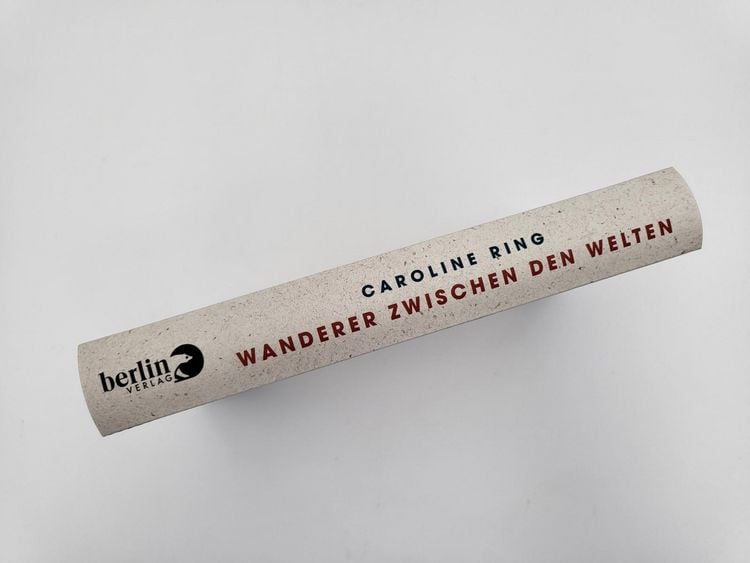 CAROLINE RING
WANDERER ZWISCHEN DEN WELTEN
berlin
VERLAG